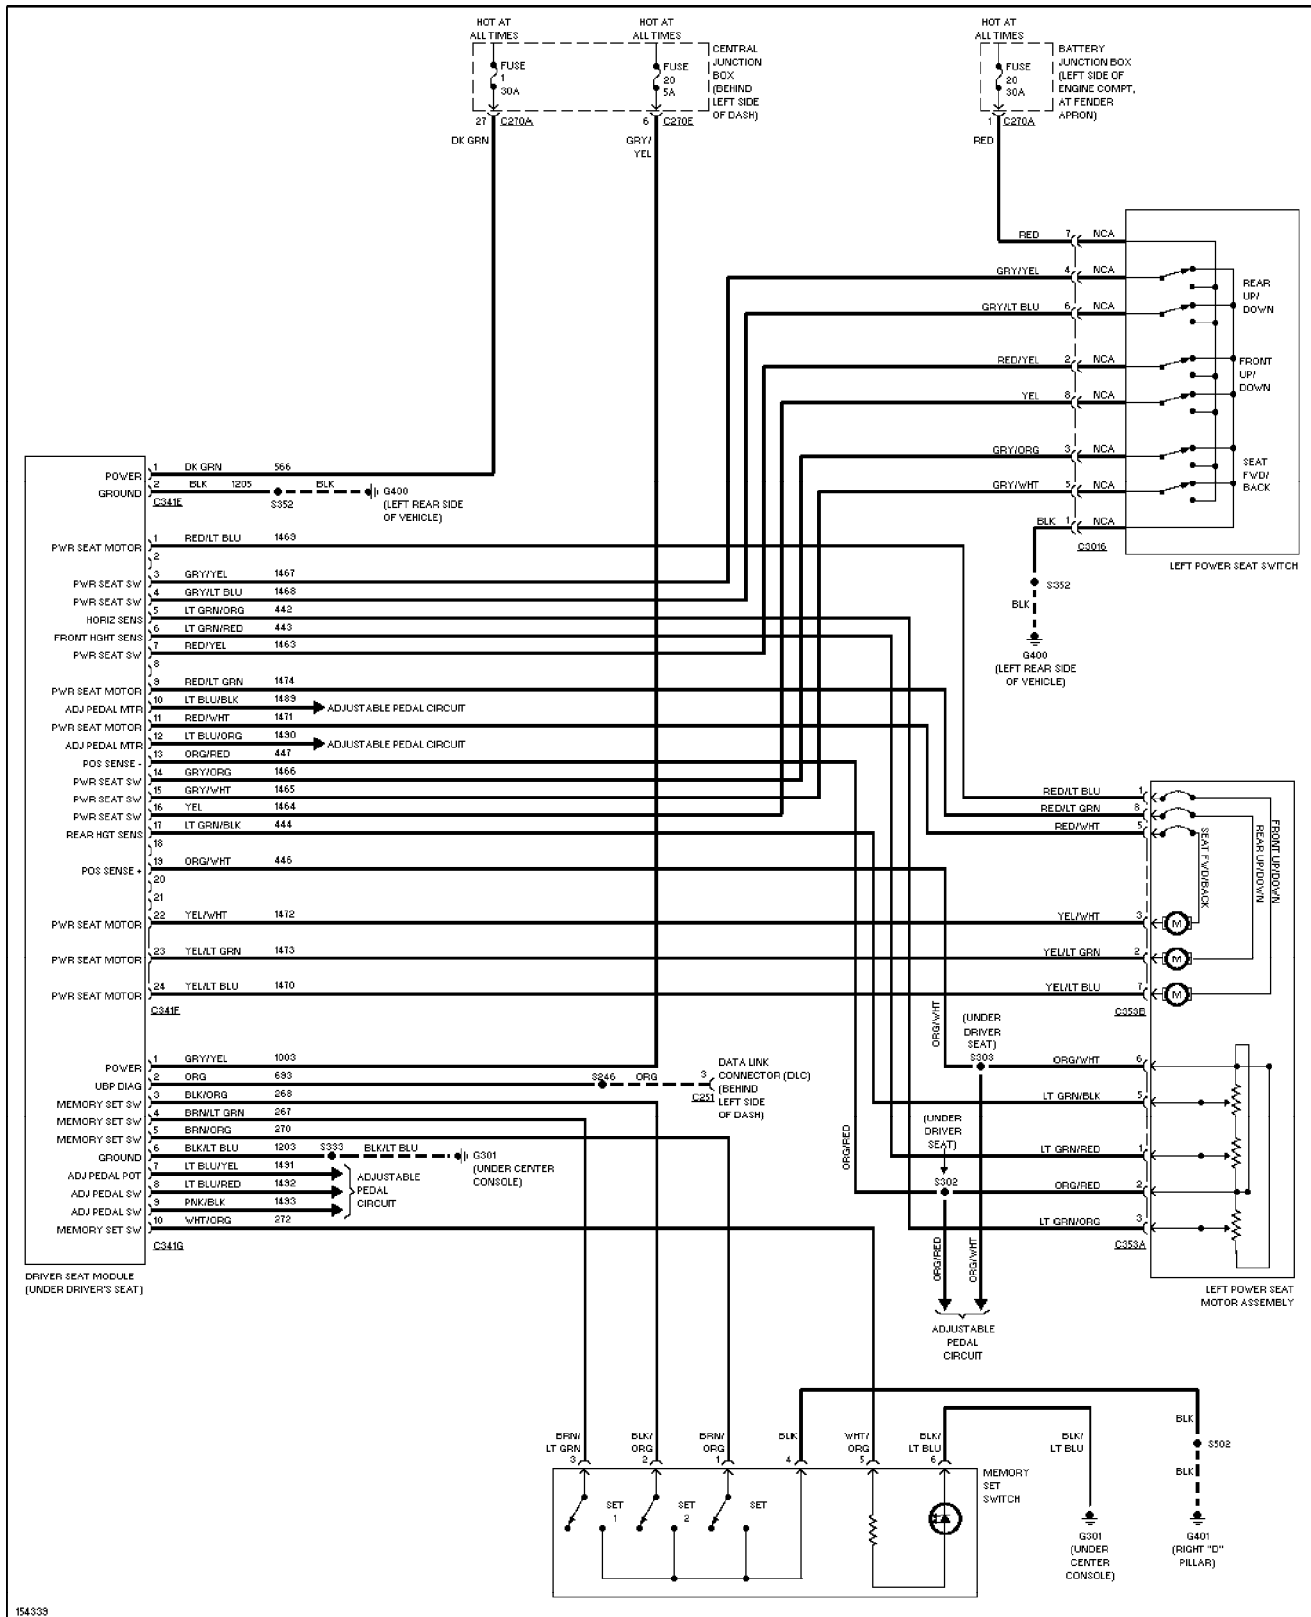 HOT AT
ALL TIMES
HOT AT
ALL TIMES
HOT AT
ALL TIMES
FUSE
1
30A
FUSE
20
5A
CENTRAL
JUNCTION
BOX
(BEHIND
LEFT SIDE
OF DASH)
FUSE
20
30A
BATTERY
JUNCTION BOX
(LEFT SIDE OF
ENGINE COMPT,
AT FENDER
APRON)
27 C270A
DK GRN
6 C270E
GRY/
YEL
1 C270A
RED
RED 7 NCA
GRY/YEL 4 NCA
GRY/LT BLU 6 NCA
RED/YEL 2 NCA
YEL 8 NCA
GRY/ORG 3 NCA
GRY/WHT 5 NCA
BLK 1 NCA
C3016
REAR
UP/
DOWN
FRONT
UP/
DOWN
SEAT
FWD/
BACK
LEFT POWER SEAT SWITCH
S352
BLK
G400
(LEFT REAR SIDE
OF VEHICLE)
POWER 1 DK GRN 566
GROUND 2 BLK 1205 S352 BLK G400
(LEFT REAR SIDE
OF VEHICLE)
C341E
PWR SEAT MOTOR 1 RED/LT BLU 1469
2
PWR SEAT SW 3 GRY/YEL 1467
PWR SEAT SW 4 GRY/LT BLU 1468
HORIZ SENS 5 LT GRN/ORG 442
FRONT HGHT SENS 6 LT GRN/RED 443
PWR SEAT SW 7 RED/YEL 1463
8
PWR SEAT MOTOR 9 RED/LT GRN 1474
ADJ PEDAL MTR 10 LT BLU/BLK 1489 ADJUSTABLE PEDAL CIRCUIT
PWR SEAT MOTOR 11 RED/WHT 1471
ADJ PEDAL MTR 12 LT BLU/ORG 1490 ADJUSTABLE PEDAL CIRCUIT
POS SENSE - 13 ORG/RED 447
PWR SEAT SW 14 GRY/ORG 1466
PWR SEAT SW 15 GRY/WHT 1465
PWR SEAT SW 16 YEL 1464
REAR HGT SENS 17 LT GRN/BLK 444
18
POS SENSE + 19 ORG/WHT 446
20
21
PWR SEAT MOTOR 22 YEL/WHT 1472
PWR SEAT MOTOR 23 YEL/LT GRN 1473
PWR SEAT MOTOR 24 YEL/LT BLU 1470
C341F
RED/LT BLU 1
RED/LT GRN 8
RED/WHT 5
YEL/WHT 3 M
YEL/LT GRN 2 M
YEL/LT BLU 7 M
C353B
SEAT FWD/BACK
REAR UP/DOWN
FRONT UP/DOWN
ORG/WHT
(UNDER
DRIVER
SEAT)
S303
ORG/WHT 6
LT GRN/BLK 5
LT GRN/RED 1
ORG/RED 2
LT GRN/ORG 3
C353A
LEFT POWER SEAT
MOTOR ASSEMBLY
ORG/RED
(UNDER
DRIVER
SEAT)
S302
ORG/RED
ORG/WHT
ADJUSTABLE
PEDAL
CIRCUIT
POWER 1 GRY/YEL 1003
UBP DIAG 2 ORG 693 S246 ORG 3
C251
DATA LINK
CONNECTOR (DLC)
(BEHIND
LEFT SIDE
OF DASH)
MEMORY SET SW 3 BLK/ORG 268
MEMORY SET SW 4 BRN/LT GRN 267
MEMORY SET SW 5 BRN/ORG 270
GROUND 6 BLK/LT BLU 1203 S333 BLK/LT BLU G301
(UNDER CENTER
CONSOLE)
ADJ PEDAL POT 7 LT BLU/YEL 1491
ADJ PEDAL SW 8 LT BLU/RED 1492
ADJ PEDAL SW 9 PNK/BLK 1493
ADJUSTABLE
PEDAL
CIRCUIT
MEMORY SET SW 10 WHT/ORG 272
C341G
DRIVER SEAT MODULE
(UNDER DRIVER'S SEAT)
BRN/
LT GRN
3
BLK/
ORG
2
BRN/
ORG
1
BLK
4
WHT/
ORG
5
BLK/
LT BLU
6
BLK/
LT BLU
BLK
S502
BLK
MEMORY
SET
SWITCH
SET
1
SET
2
SET
G301
(UNDER
CENTER
CONSOLE)
G401
(RIGHT "D"
PILLAR)
154339